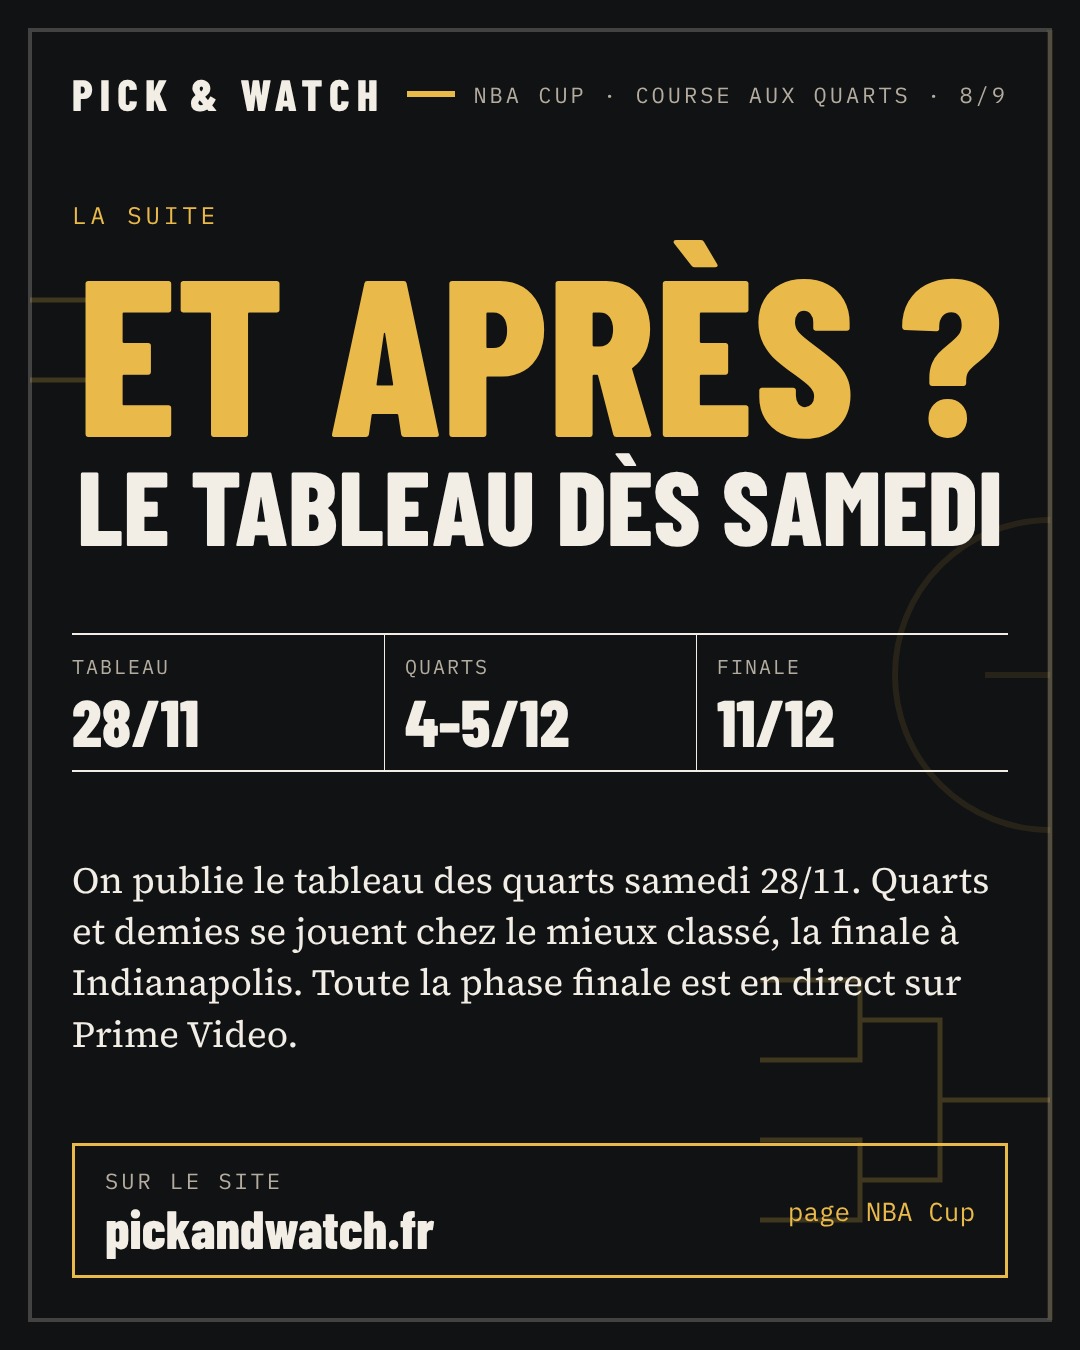 PICK & WATCH — NBA CUP · COURSE AUX QUARTS · 8/9
LA SUITE
ET APRÈS ?
LE TABLEAU DÈS SAMEDI
TABLEAU
28/11
QUARTS
4-5/12
FINALE
11/12
On publie le tableau des quarts samedi 28/11. Quarts
et demies se jouent chez le mieux classé, la finale à
Indianapolis. Toute la phase finale est en direct sur
Prime Video.
SUR LE SITE
pickandwatch.fr
page NBA Cup